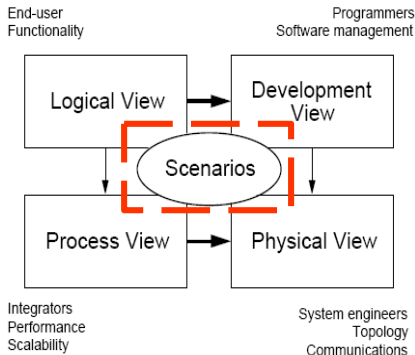 End-user
Functionality
Programmers
Software management
Logical View
Development
View
Scenarios
Process View
Physical View
Integrators
Performance
Scalability
System engineers
Topology
Communications